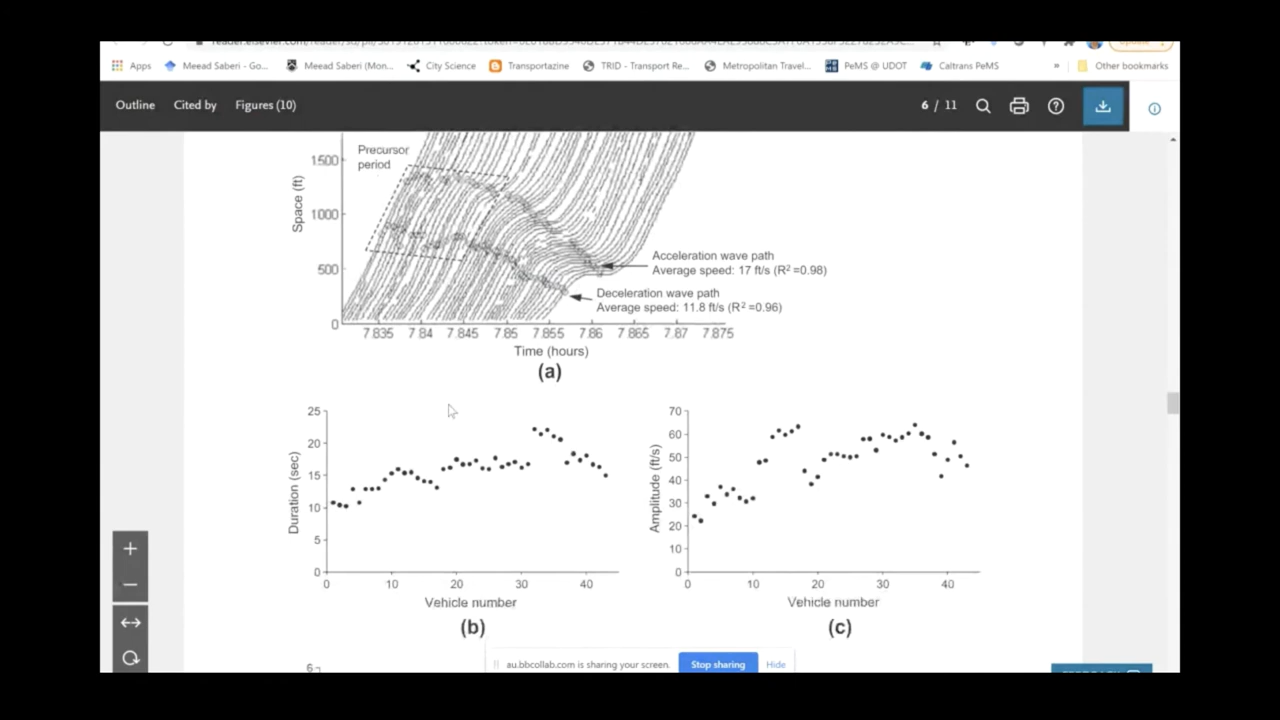 Apps Meead Saberi - Go... Meead Saberi (Mon... City Science Transportazine TRID - Transport Re... Metropolitan Travel... PeMS @ UDOT Caltrans PeMS » Other bookmarks
Outline Cited by Figures (10) 6 / 11
Precursor
period
1500
1000
500
0
Space (ft)
Acceleration wave path
Average speed: 17 ft/s (R² =0.98)
Deceleration wave path
Average speed: 11.8 ft/s (R² =0.96)
7.835 7.84 7.845 7.85 7.855 7.86 7.865 7.87 7.875
Time (hours)
(a)
25
20
15
10
5
0
Duration (sec)
0 10 20 30 40
Vehicle number
(b)
70
60
50
40
30
20
10
0
Amplitude (ft/s)
0 10 20 30 40
Vehicle number
(c)
6
au.bbcollab.com is sharing your screen. Stop sharing Hide